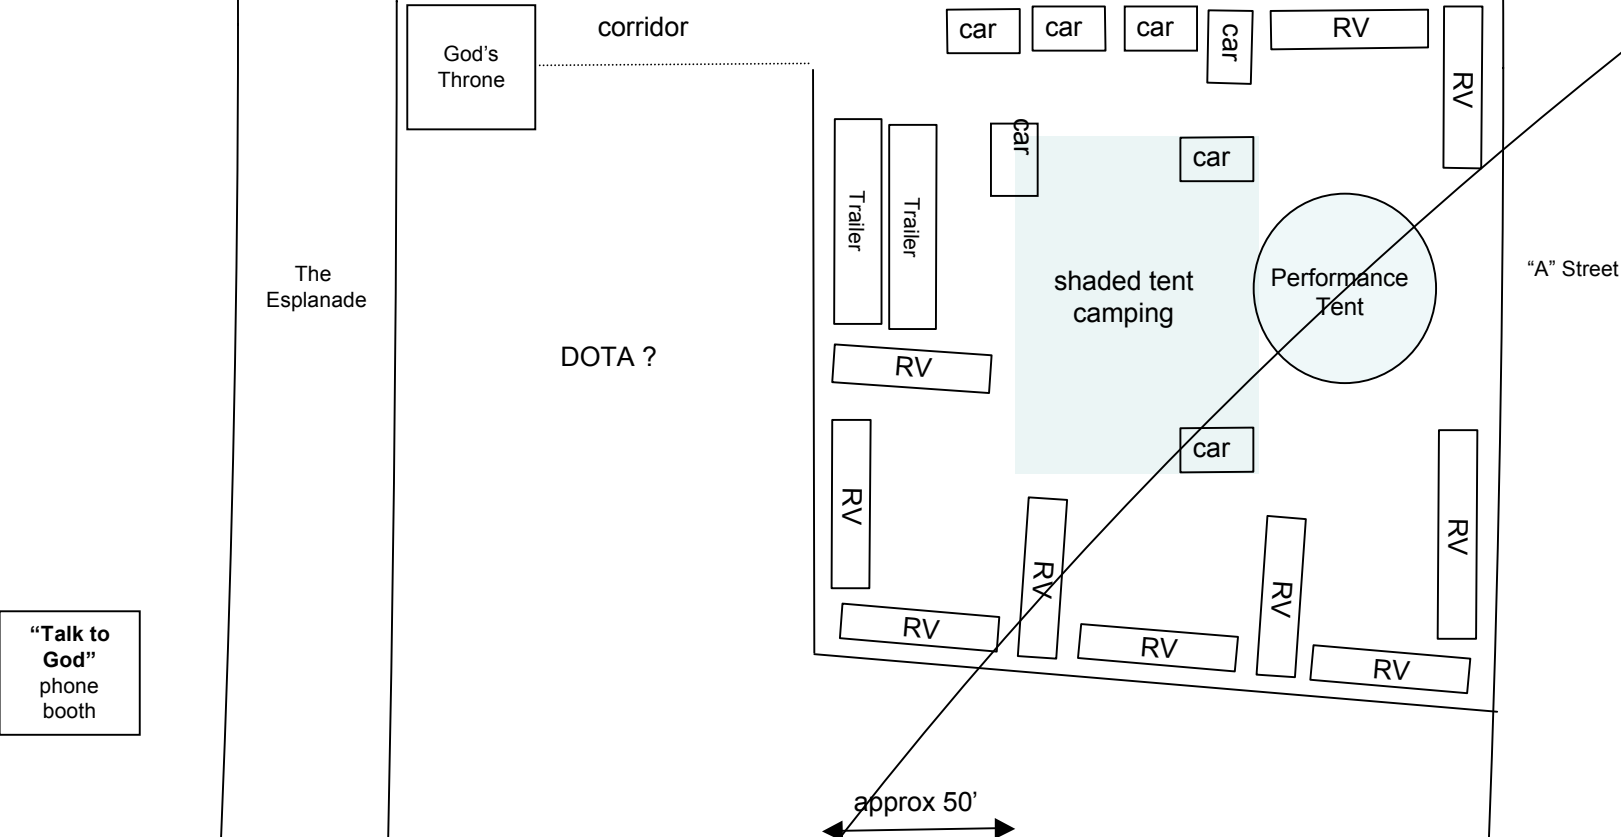 corridor
car
car
car
car
RV
RV
God’s
Throne
car
car
Trailer
Trailer
shaded tent
camping
Performance
Tent
“A” Street
The
Esplanade
DOTA ?
RV
car
RV
RV
RV
RV
RV
RV
RV
RV
“Talk to
God”
phone
booth
approx 50’